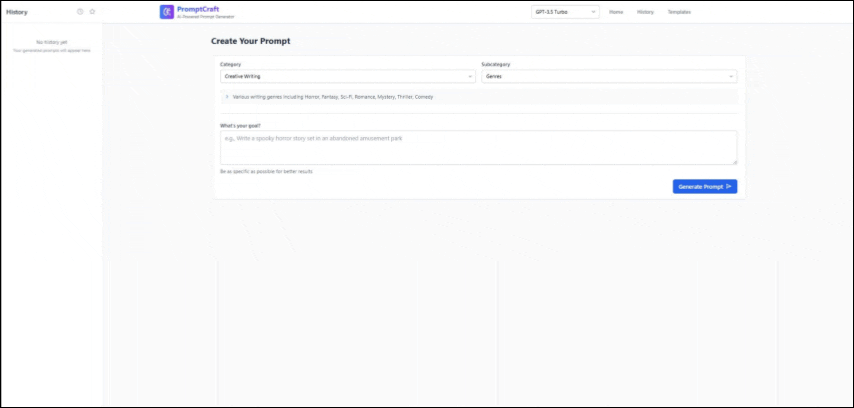 History
No history yet
Your generated prompts will appear here
PromptCraft
AI-Powered Prompt Generator
GPT-3.5 Turbo
Home
History
Templates
Create Your Prompt
Category
Subcategory
Creative Writing
Genres
Various writing genres including Horror, Fantasy, Sci-Fi, Romance, Mystery, Thriller, Comedy
What's your goal?
e.g., Write a spooky horror story set in an abandoned amusement park
Be as specific as possible for better results
Generate Prompt